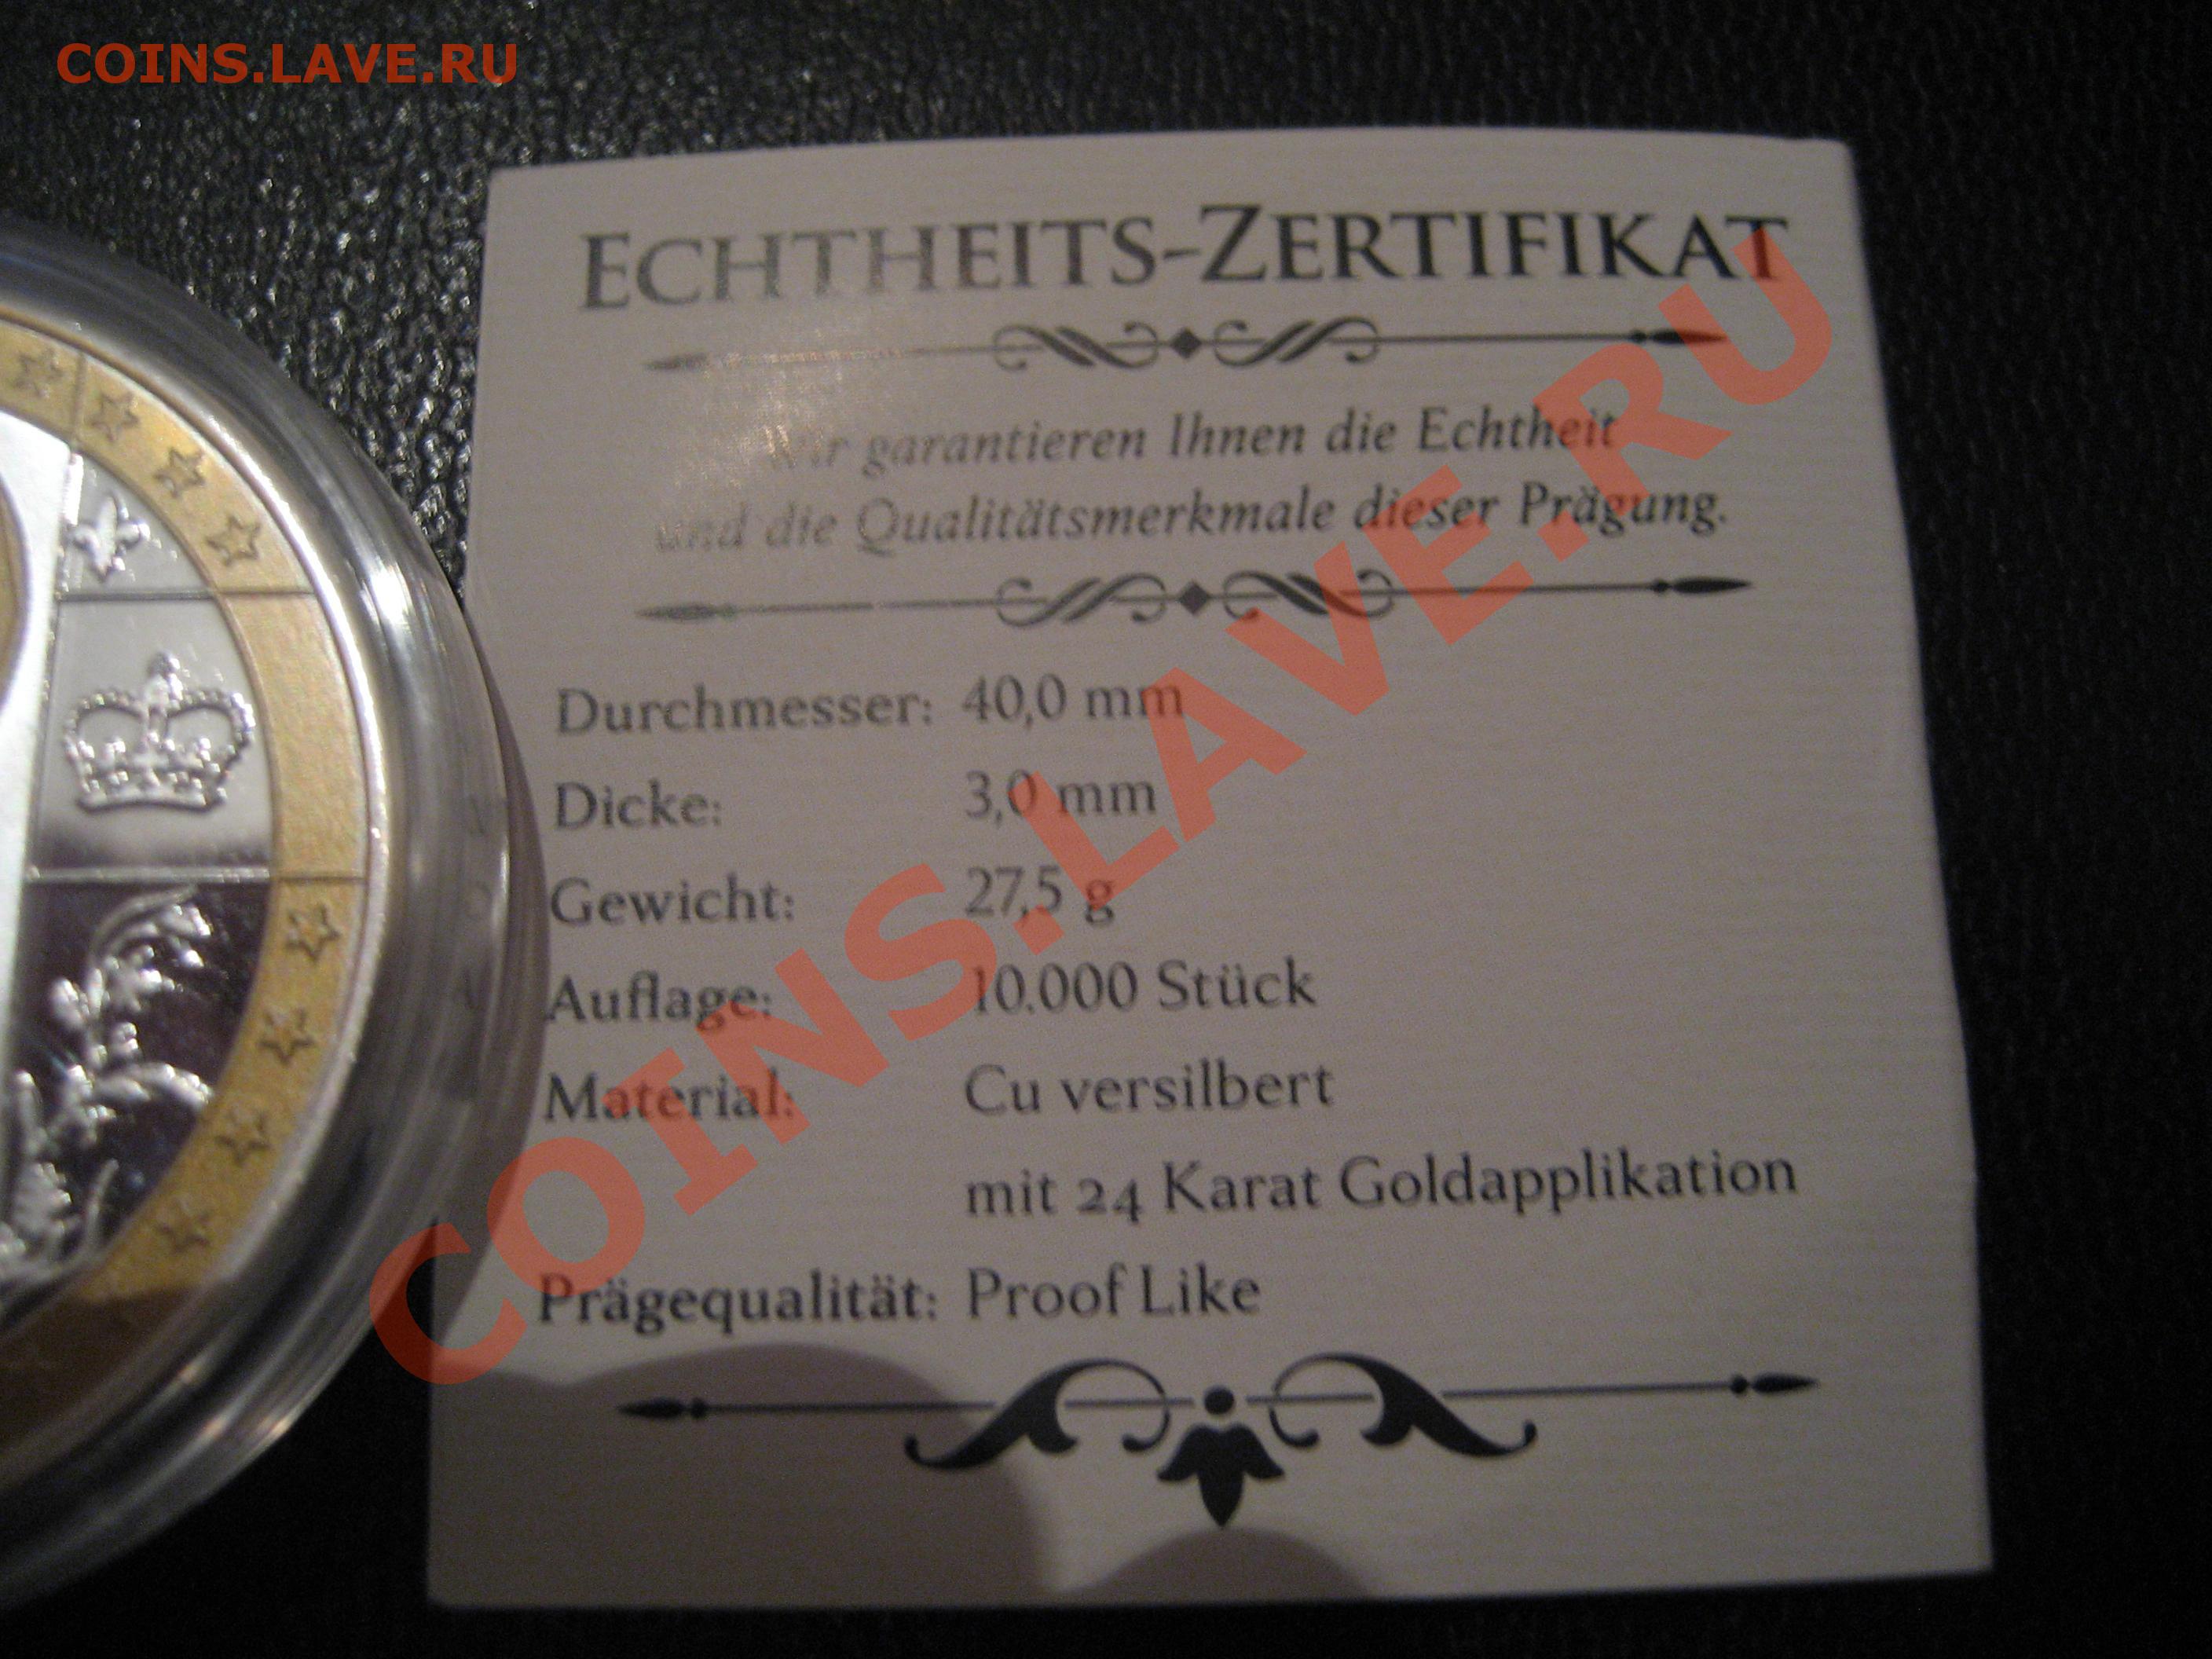 COINS.LAVE.RU
ECHTHEITS-ZERTIFIKAT
Wir garantieren Ihnen die Echtheit
und die Qualitätsmerkmale dieser Prägung.
Durchmesser: 40,0 mm
Dicke: 3,0 mm
Gewicht: 27,5 g
Auflage: 10.000 Stück
Material: Cu versilbert
mit 24 Karat Goldapplikation
Prägequalität: Proof Like
COINS.LAVE.RU